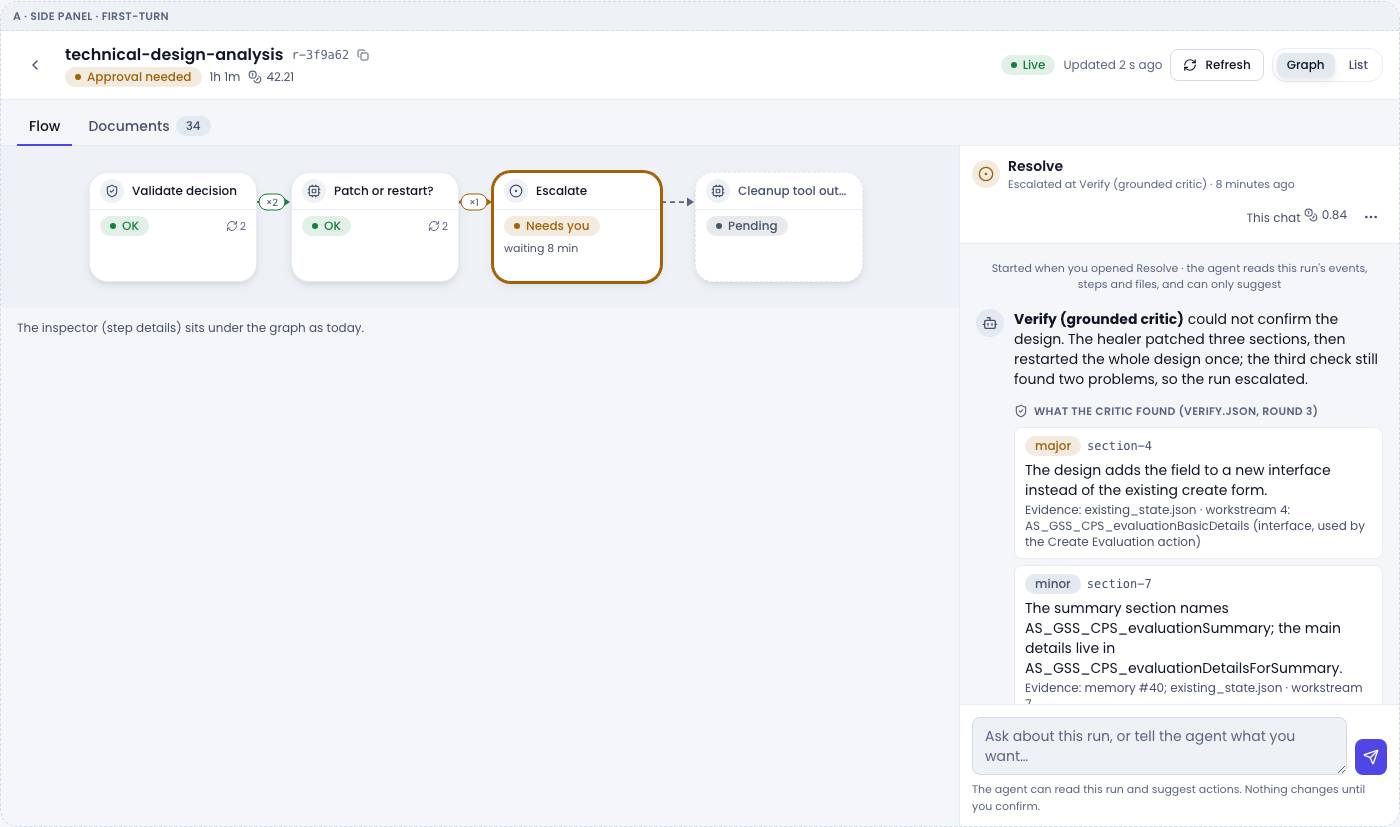 A · SIDE PANEL · FIRST-TURN
technical-design-analysis r-3f9a62
Approval needed 1h 1m 42.21
Live Updated 2 s ago Refresh Graph List
Flow Documents 34
Validate decision
OK 2
×2
Patch or restart?
OK 2
×1
Escalate
Needs you
waiting 8 min
Cleanup tool out…
Pending
The inspector (step details) sits under the graph as today.
Resolve
Escalated at Verify (grounded critic) · 8 minutes ago
This chat 0.84
Started when you opened Resolve · the agent reads this run's events,
steps and files, and can only suggest
Verify (grounded critic) could not confirm the
design. The healer patched three sections, then
restarted the whole design once; the third check still
found two problems, so the run escalated.
WHAT THE CRITIC FOUND (VERIFY.JSON, ROUND 3)
major section-4
The design adds the field to a new interface
instead of the existing create form.
Evidence: existing_state.json · workstream 4:
AS_GSS_CPS_evaluationBasicDetails (interface, used by
the Create Evaluation action)
minor section-7
The summary section names
AS_GSS_CPS_evaluationSummary; the main
details live in
AS_GSS_CPS_evaluationDetailsForSummary.
Evidence: memory #40; existing_state.json · workstream
7
Ask about this run, or tell the agent what you
want…
The agent can read this run and suggest actions. Nothing changes until
you confirm.